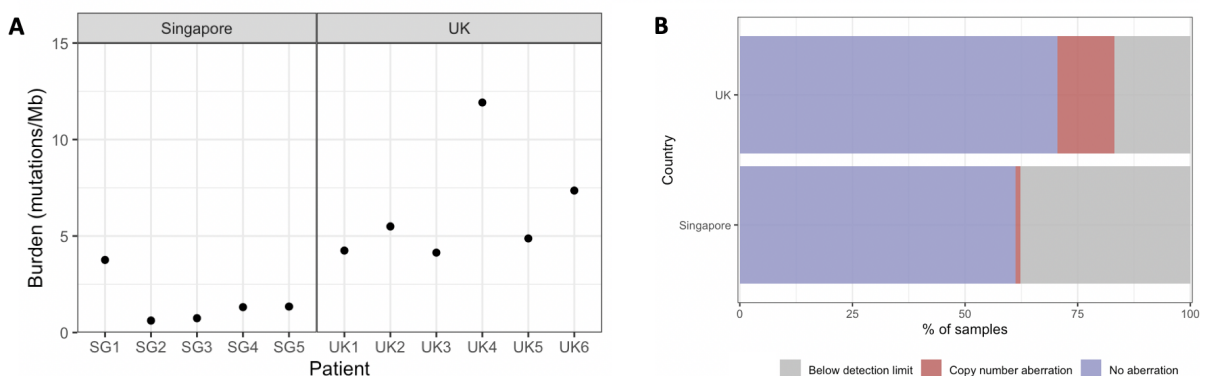 A
Singapore
UK
Burden (mutations/Mb)
15
10
5
0
SG1 SG2 SG3 SG4 SG5 UK1 UK2 UK3 UK4 UK5 UK6
Patient
B
Country
UK
Singapore
0 25 50 75 100
% of samples
Below detection limit Copy number aberration No aberration